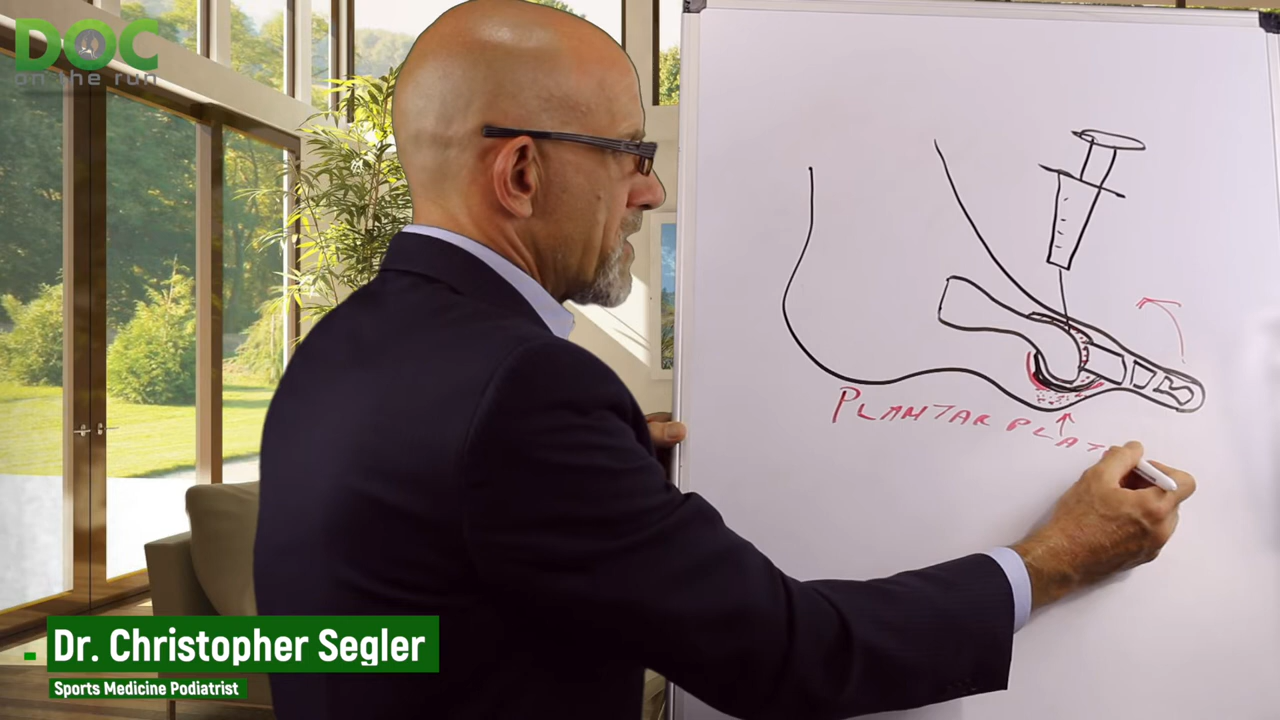 DOC
on the run
PLANTAR PLAT
Dr. Christopher Segler
Sports Medicine Podiatrist